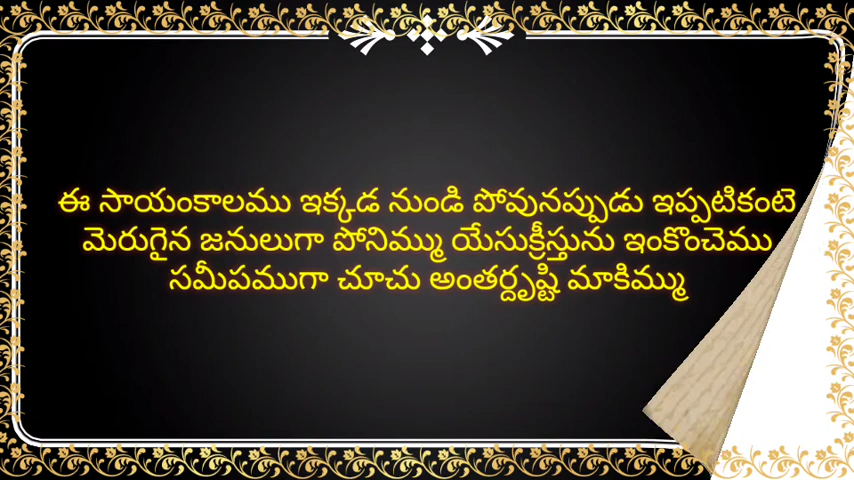 ఈ సాయంకాలము ఇక్కడ నుండి పోవునప్పుడు ఇప్పటికంటె
మెరుగైన జనులుగా పోనిమ్ము యేసుక్రీస్తును ఇంకొంచెము
సమీపముగా చూచు అంతర్దృష్టి మాకిమ్ము